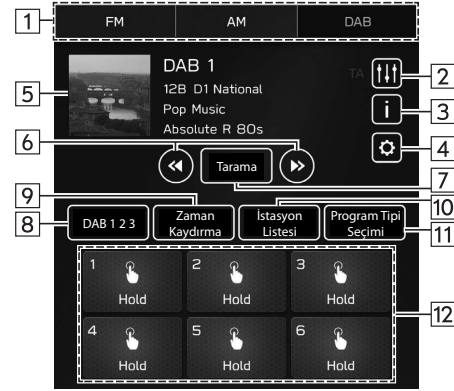 1 FM AM DAB
DAB 1
TA
2
12B D1 National
5
i
3
Pop Music
Absolute R 80s
6
4
Tarama
7
9
10
8 DAB 1 2 3
Zaman
Kaydırma
İstasyon
Listesi
Program Tipi
Seçimi
11
1 2 3
Hold Hold Hold
12
4 5 6
Hold Hold Hold